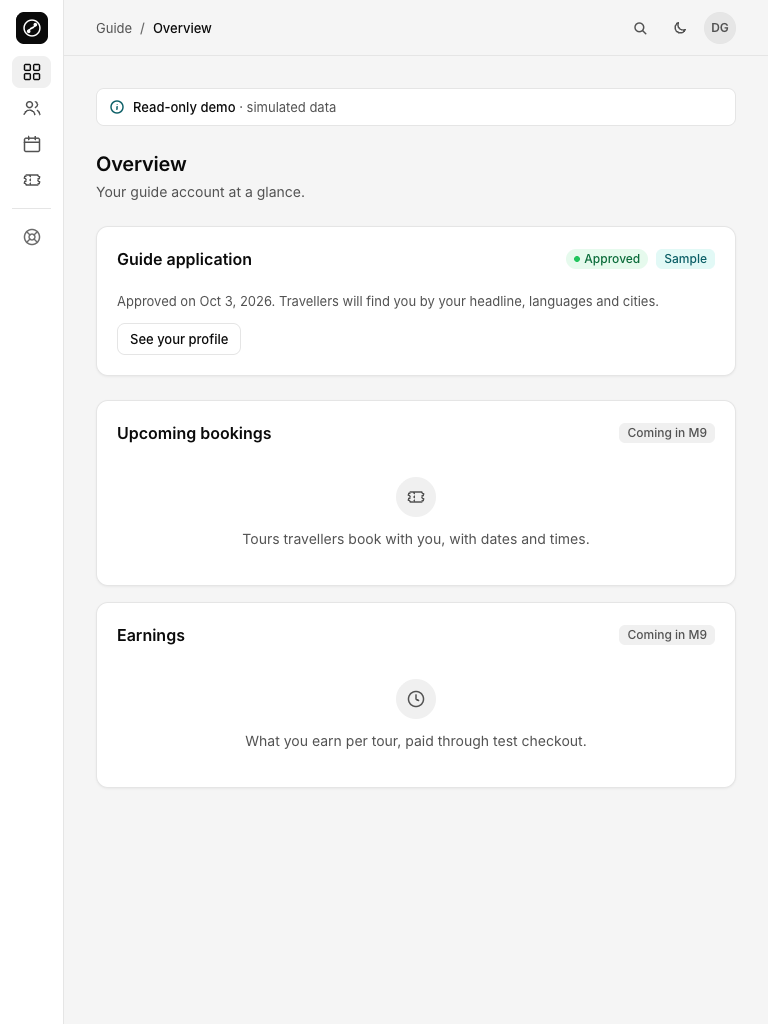 Guide / Overview
DG
Read-only demo · simulated data
Overview
Your guide account at a glance.
Guide application
Approved
Sample
Approved on Oct 3, 2026. Travellers will find you by your headline, languages and cities.
See your profile
Upcoming bookings
Coming in M9
Tours travellers book with you, with dates and times.
Earnings
Coming in M9
What you earn per tour, paid through test checkout.